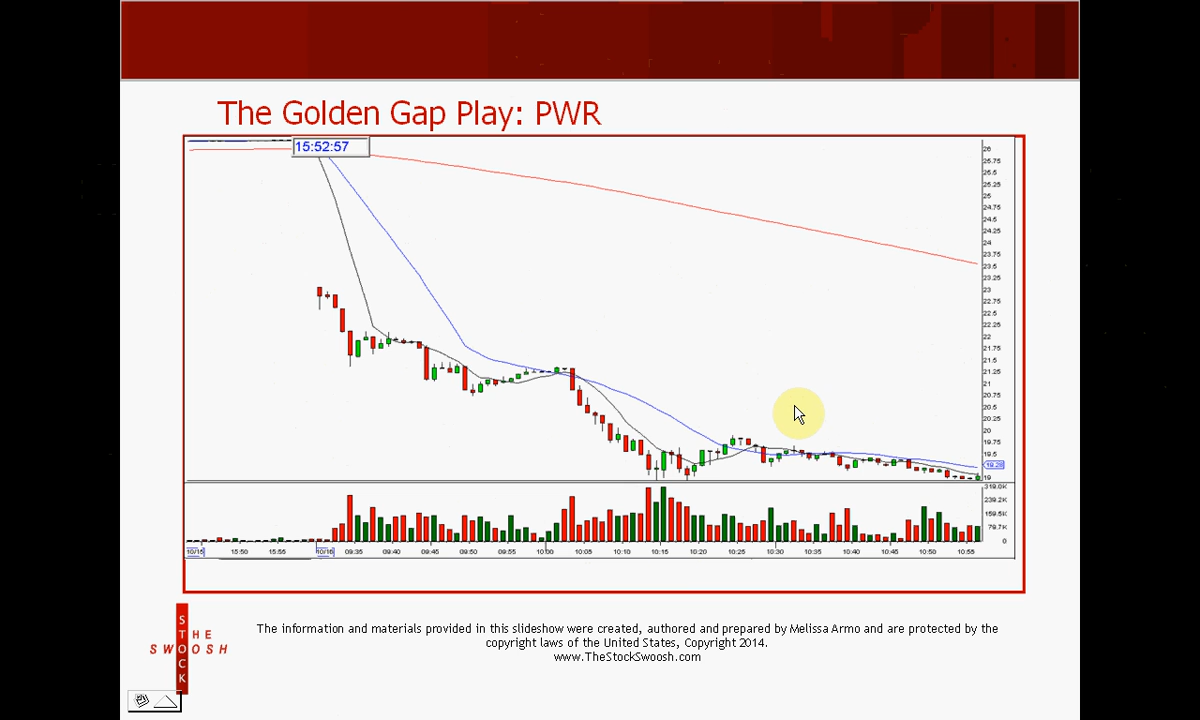 The Golden Gap Play: PWR
15:52:57
26
25.75
25.5
25.25
25
24.75
24.5
24.25
24
23.75
23.5
23.25
23
22.75
22.5
22.25
22
21.75
21.5
21.25
21
20.75
20.5
20.25
20
19.75
19.5
19.28
19
319.0K
239.2K
159.5K
79.7K
0
10/15 15:50 15:55 10/16 09:35 09:40 09:45 09:50 09:55 10:00 10:05 10:10 10:15 10:20 10:25 10:30 10:35 10:40 10:45 10:50 10:55
STOCK
THE
SWOOSH
The information and materials provided in this slideshow were created, authored and prepared by Melissa Armo and are protected by the
copyright laws of the United States, Copyright 2014.
www.TheStockSwoosh.com